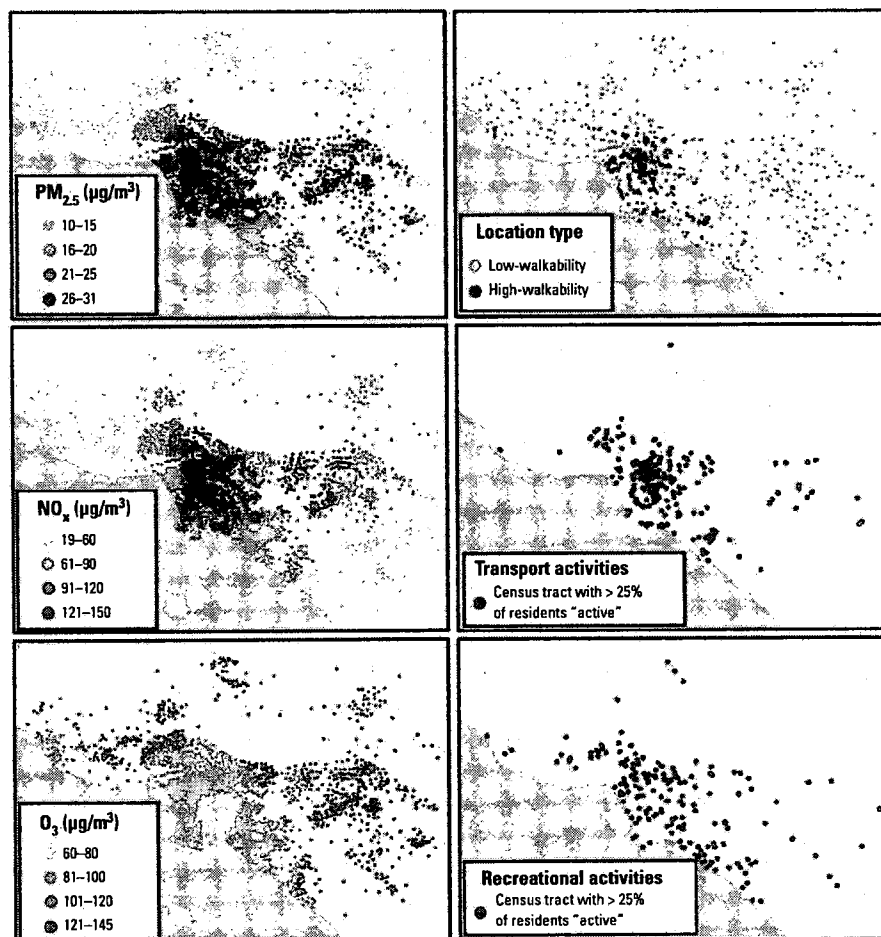 PM2.5 (µg/m³)
10–15
16–20
21–25
26–31
Location type
Low-walkability
High-walkability
NOx (µg/m³)
19–60
61–90
91–120
121–150
Transport activities
Census tract with > 25%
of residents "active"
O3 (µg/m³)
60–80
81–100
101–120
121–145
Recreational activities
Census tract with > 25%
of residents "active"